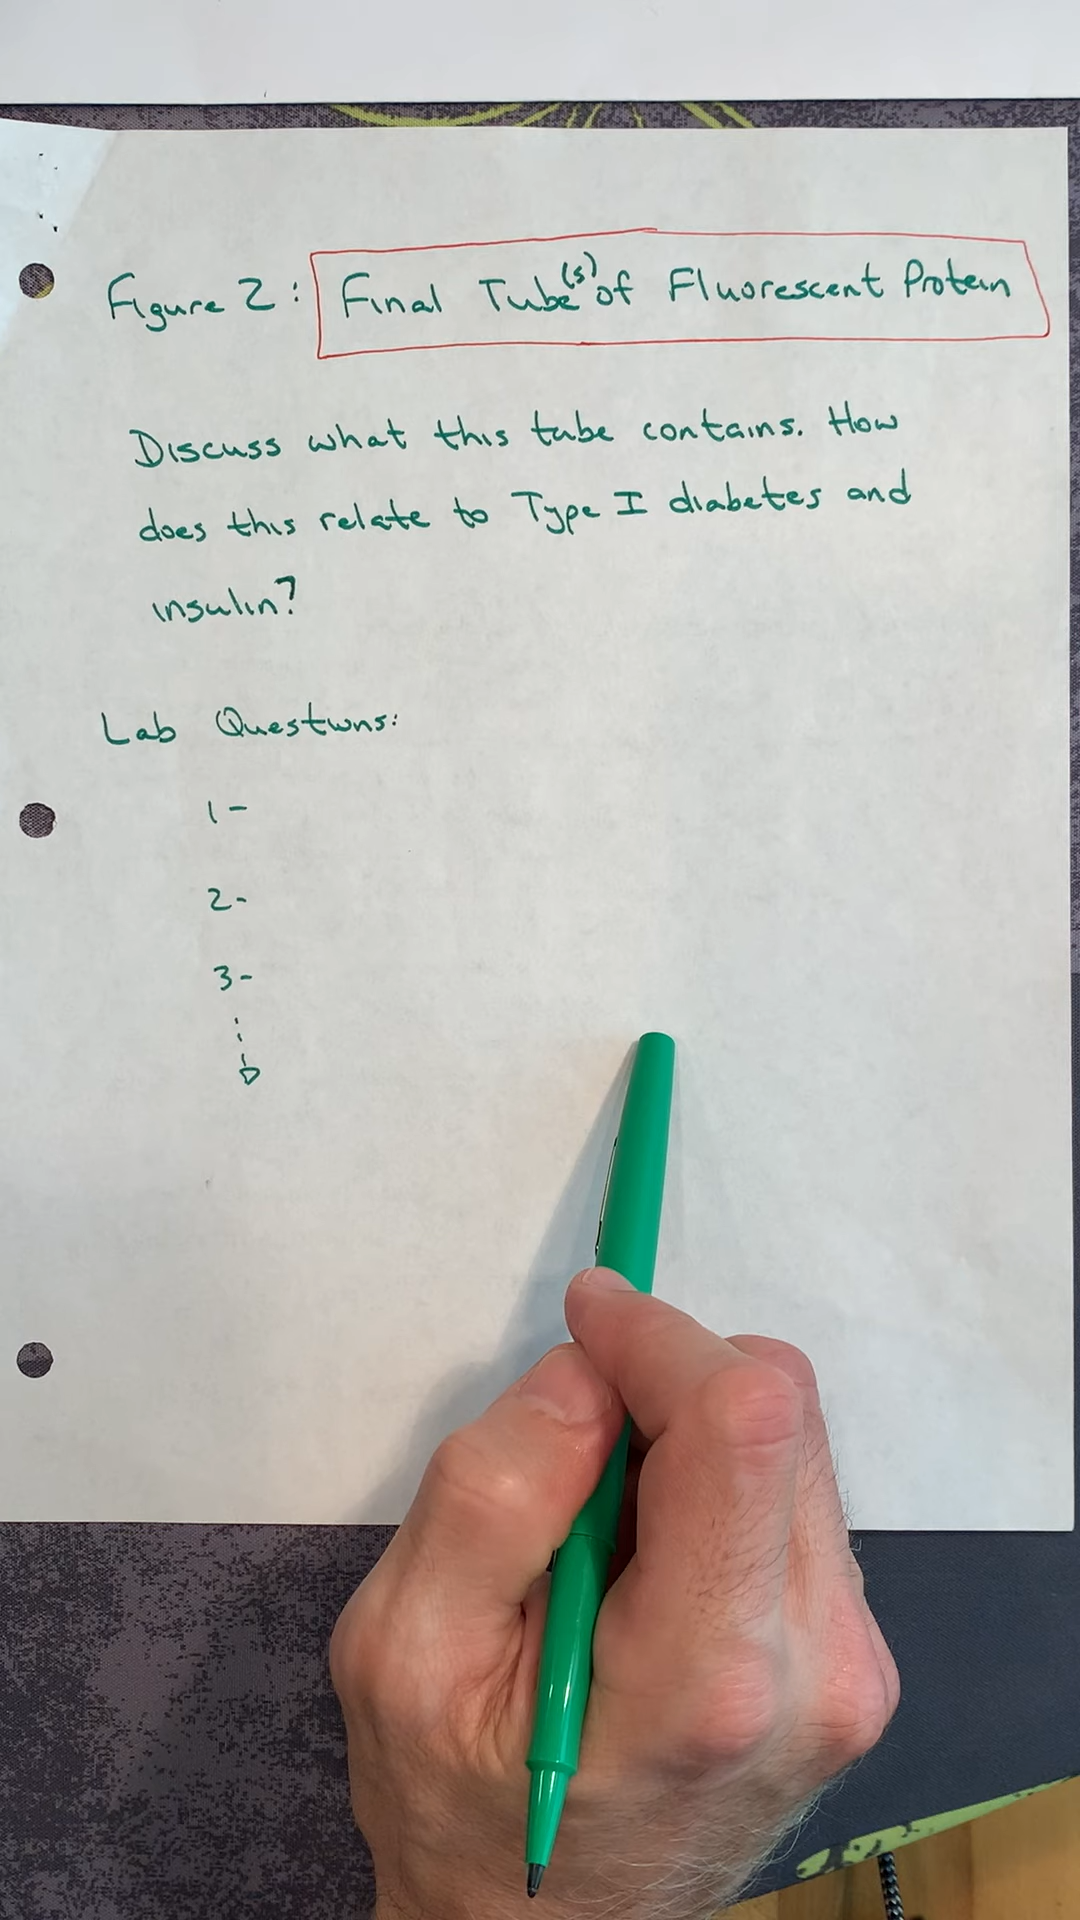 Figure 2: Final Tube(s) of Fluorescent Protein
Discuss what this tube contains. How
does this relate to Type I diabetes and
insulin?
Lab Questions:
1-
2-
3-